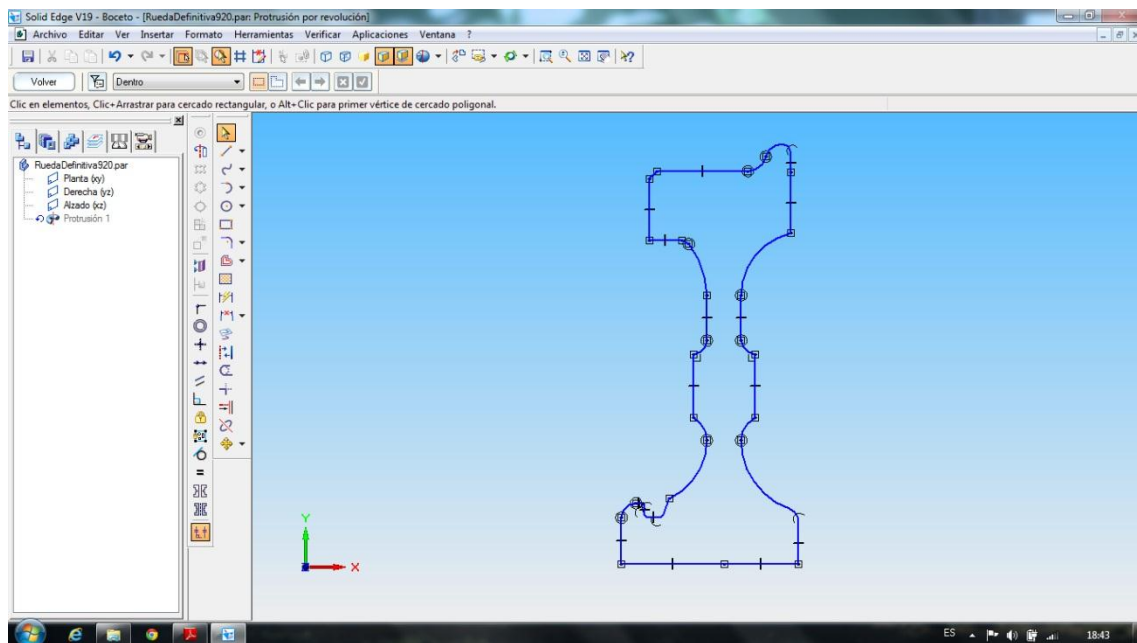 Solid Edge V19 - Boceto - [RuedaDefinitiva920.par: Protrusión por revolución]
Archivo Editar Ver Insertar Formato Herramientas Verificar Aplicaciones Ventana ?
Volver Dentro
Clic en elementos, Clic+Arrastrar para cercado rectangular, o Alt+Clic para primer vértice de cercado poligonal.
RuedaDefinitiva920.par
Planta (xy)
Derecha (yz)
Alzado (xz)
Protrusión 1
Y
X
ES 18:43